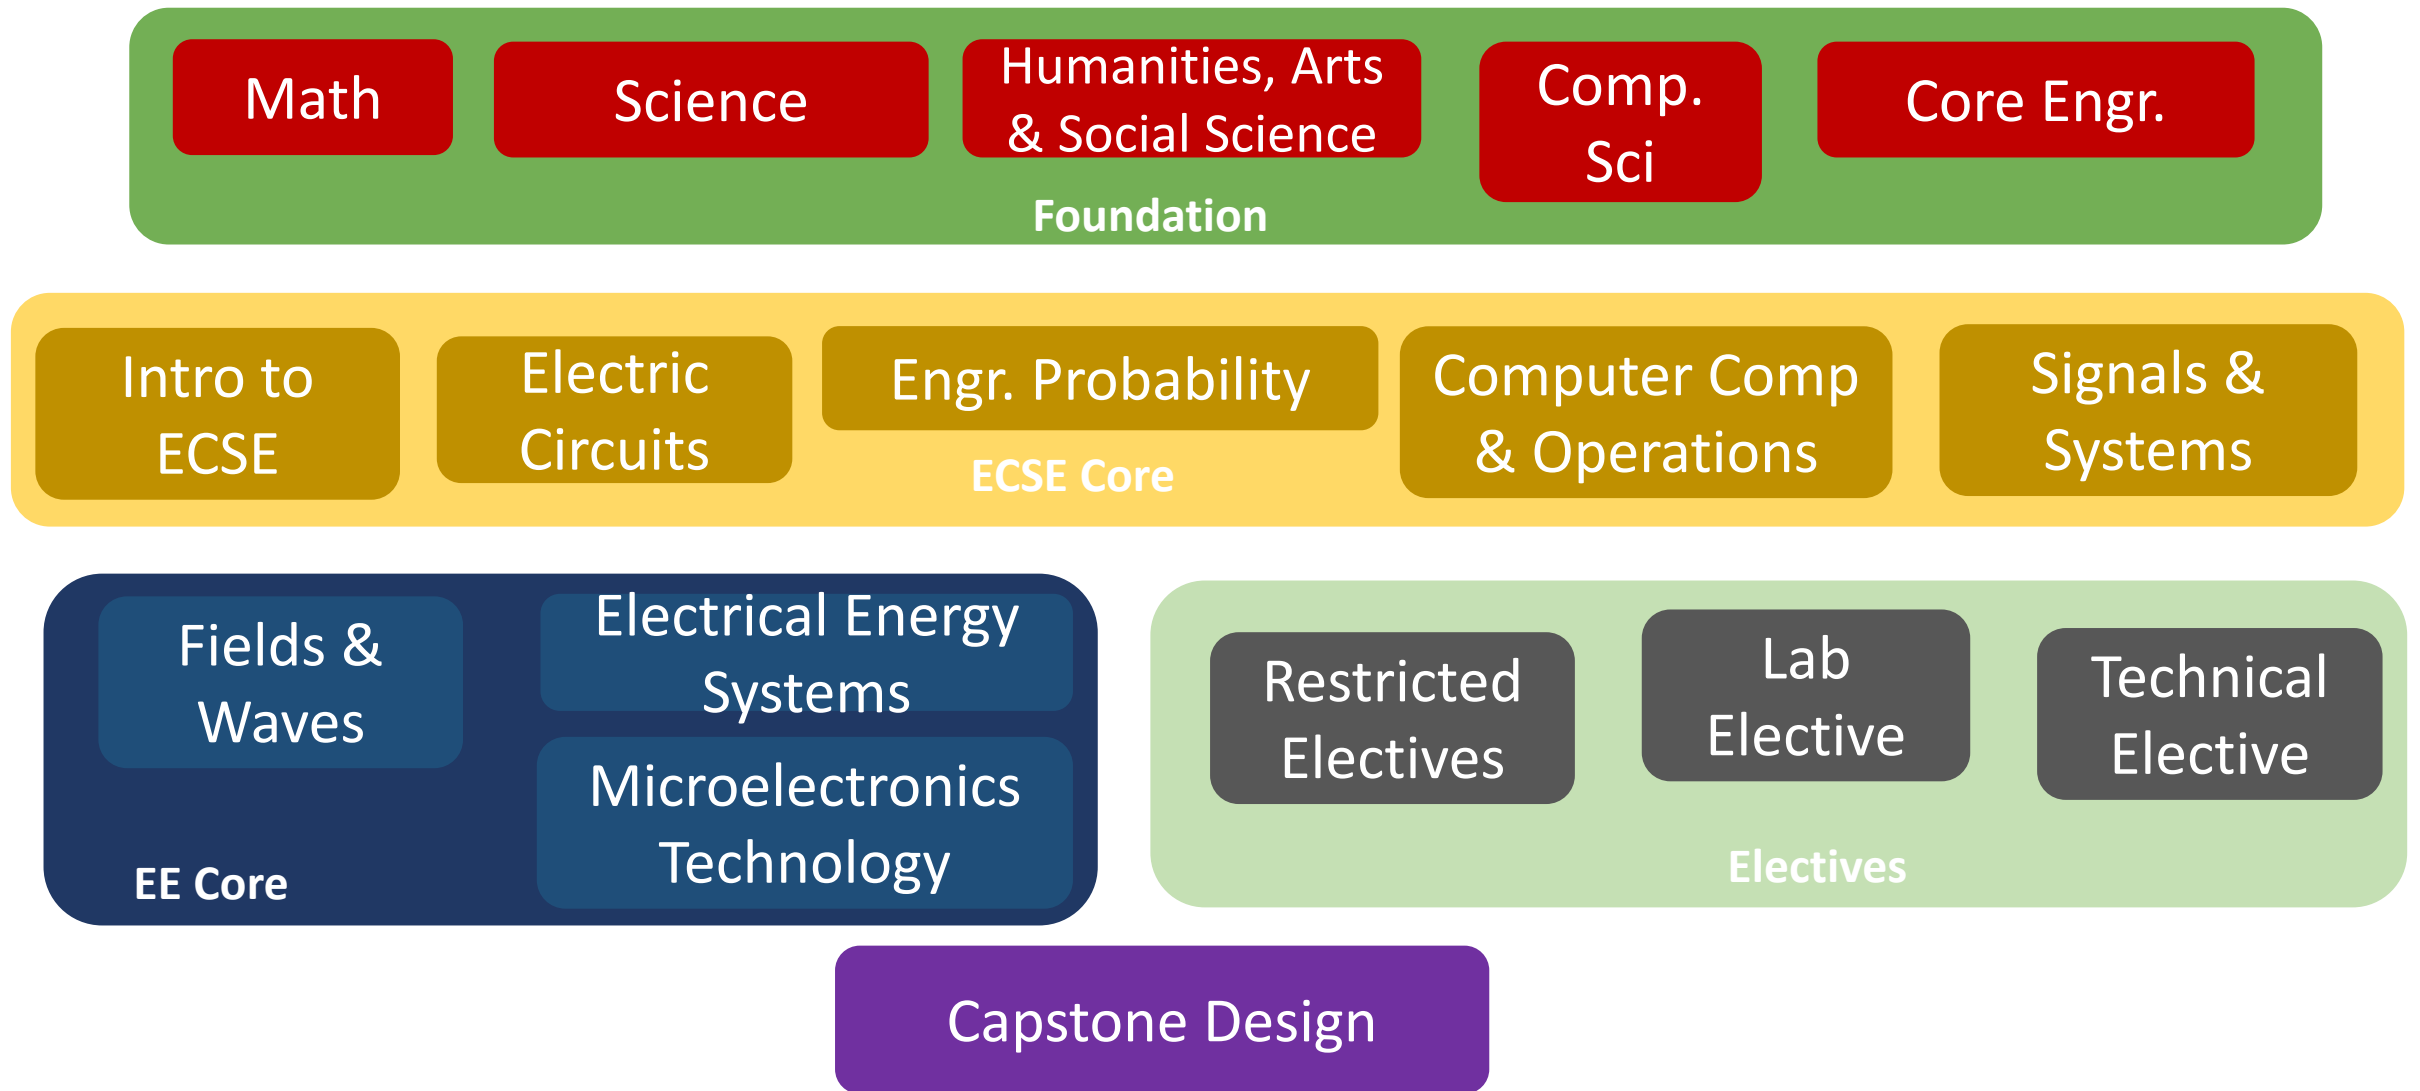 Math
Science
Humanities, Arts
& Social Science
Comp.
Sci
Core Engr.
Foundation
Intro to
ECSE
Electric
Circuits
Engr. Probability
Computer Comp
& Operations
Signals &
Systems
ECSE Core
Fields &
Waves
Electrical Energy
Systems
Microelectronics
Technology
EE Core
Restricted
Electives
Lab
Elective
Technical
Elective
Electives
Capstone Design